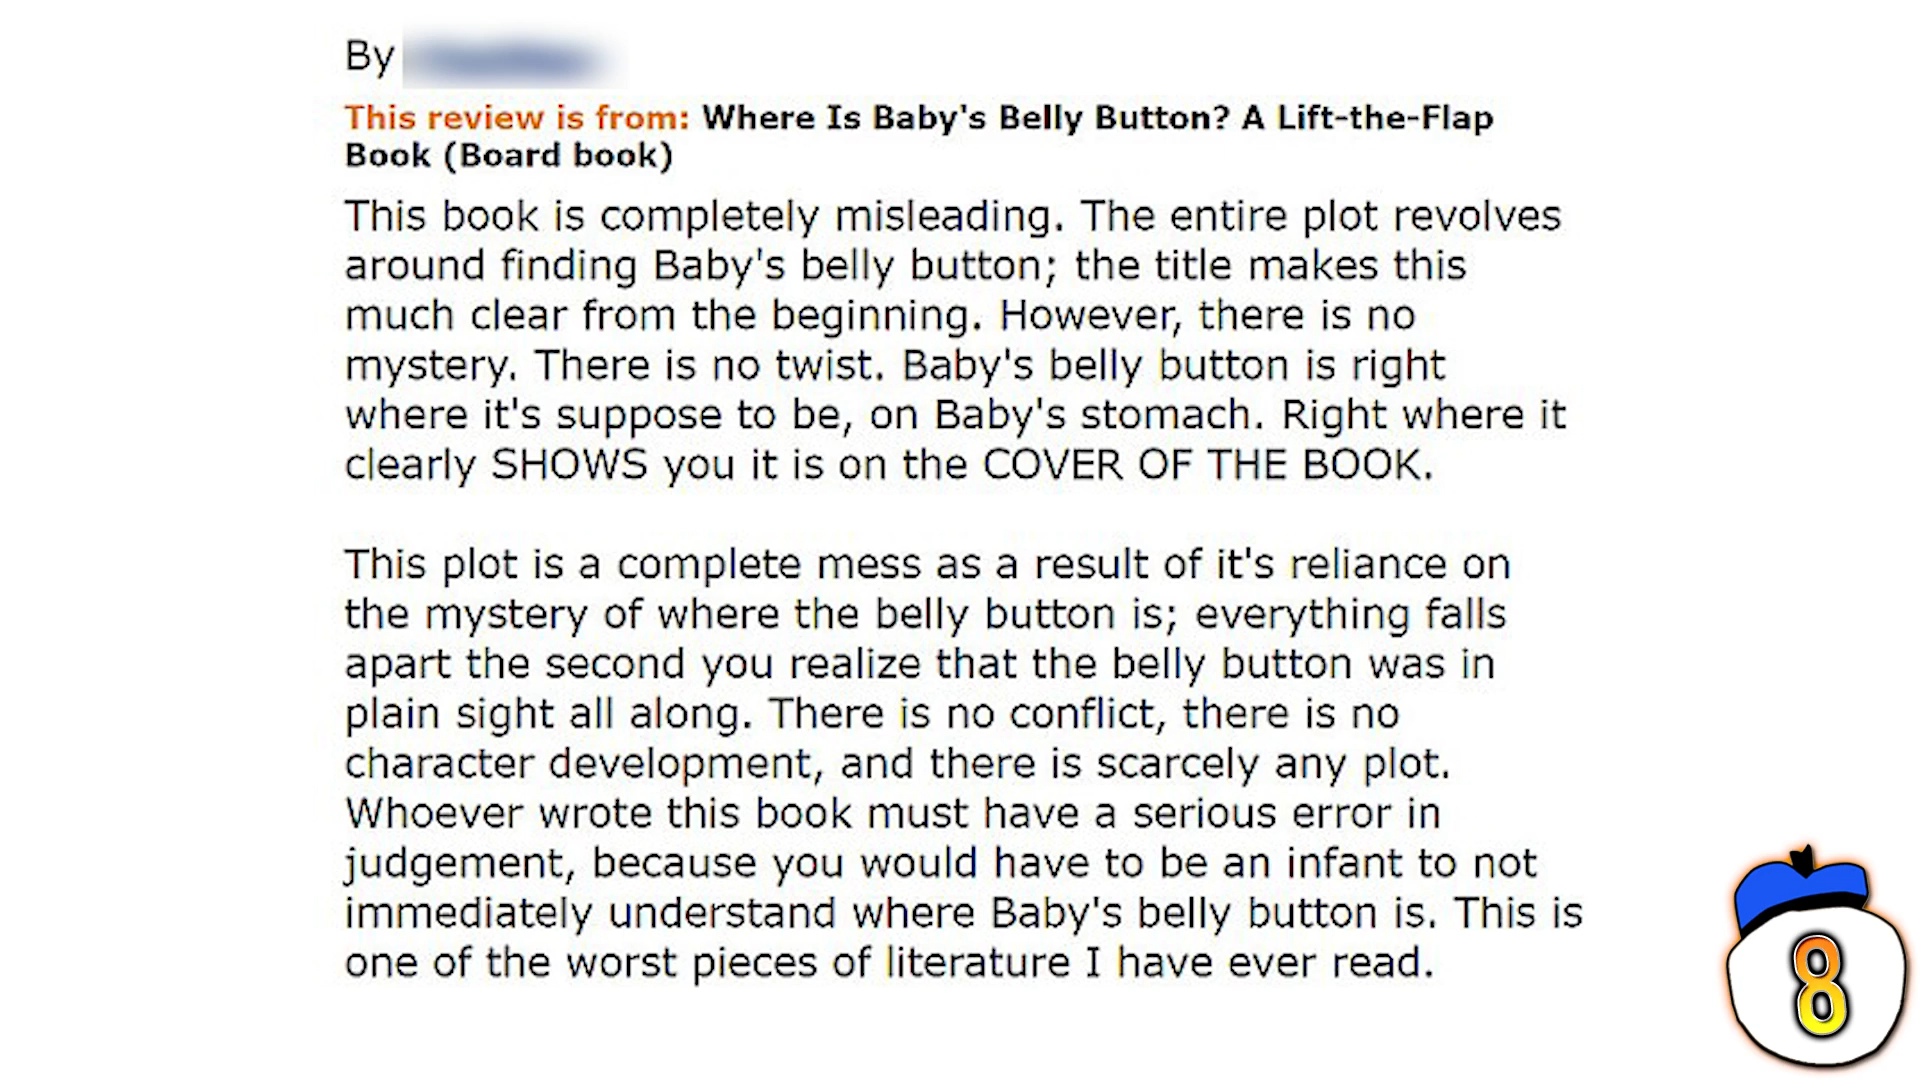 By
This review is from: Where Is Baby's Belly Button? A Lift-the-Flap
Book (Board book)
This book is completely misleading. The entire plot revolves
around finding Baby's belly button; the title makes this
much clear from the beginning. However, there is no
mystery. There is no twist. Baby's belly button is right
where it's suppose to be, on Baby's stomach. Right where it
clearly SHOWS you it is on the COVER OF THE BOOK.
This plot is a complete mess as a result of it's reliance on
the mystery of where the belly button is; everything falls
apart the second you realize that the belly button was in
plain sight all along. There is no conflict, there is no
character development, and there is scarcely any plot.
Whoever wrote this book must have a serious error in
judgement, because you would have to be an infant to not
immediately understand where Baby's belly button is. This is
one of the worst pieces of literature I have ever read.
8